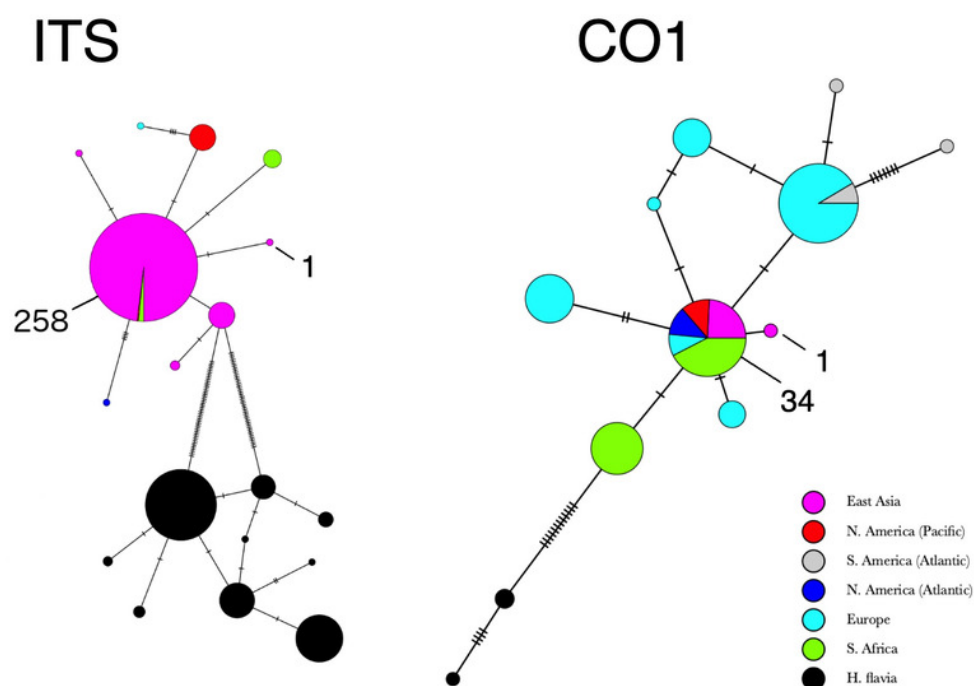 ITS
CO1
1
258
1
34
East Asia
N. America (Pacific)
S. America (Atlantic)
N. America (Atlantic)
Europe
S. Africa
H. flavia